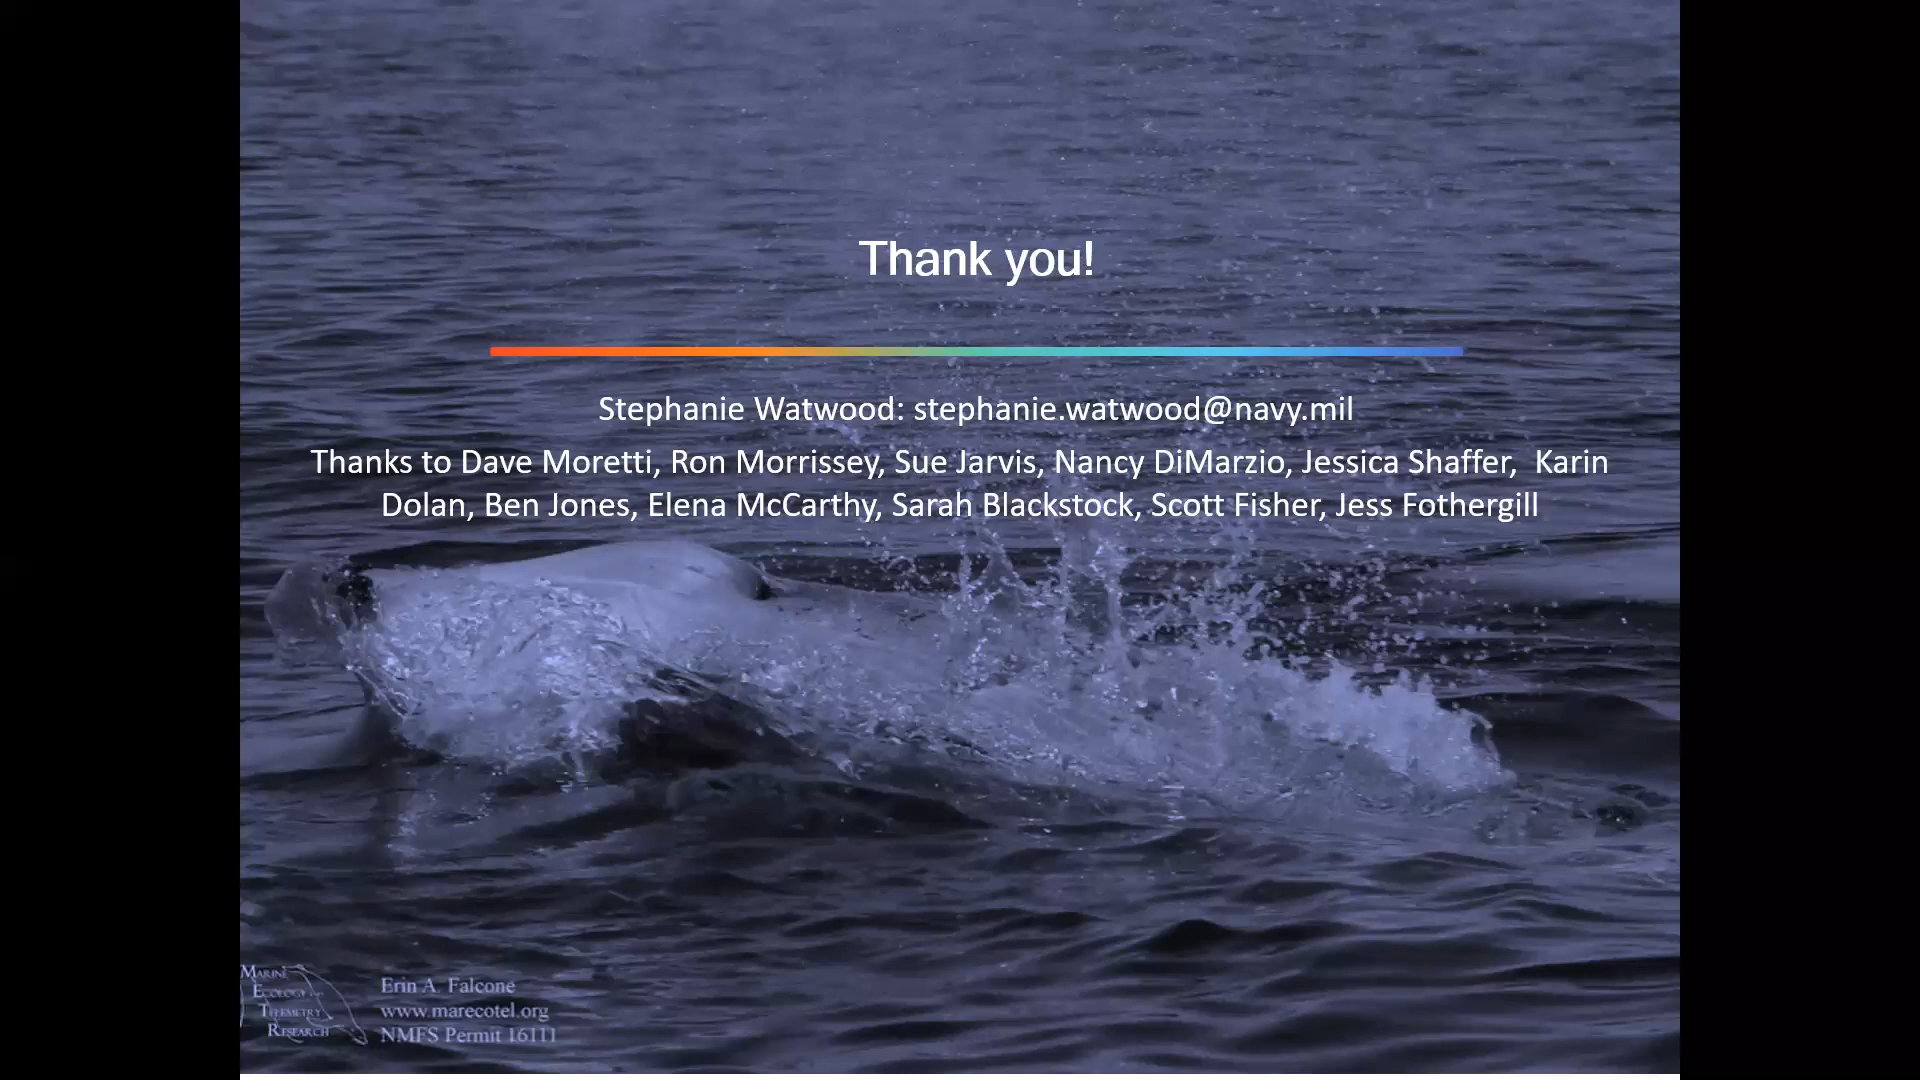 Thank you!
Stephanie Watwood: stephanie.watwood@navy.mil
Thanks to Dave Moretti, Ron Morrissey, Sue Jarvis, Nancy DiMarzio, Jessica Shaffer,  Karin
Dolan, Ben Jones, Elena McCarthy, Sarah Blackstock, Scott Fisher, Jess Fothergill
MARINE
ECOLOGY
TELEMETRY
RESEARCH
Erin A. Falcone
www.marecotel.org
NMFS Permit 16111